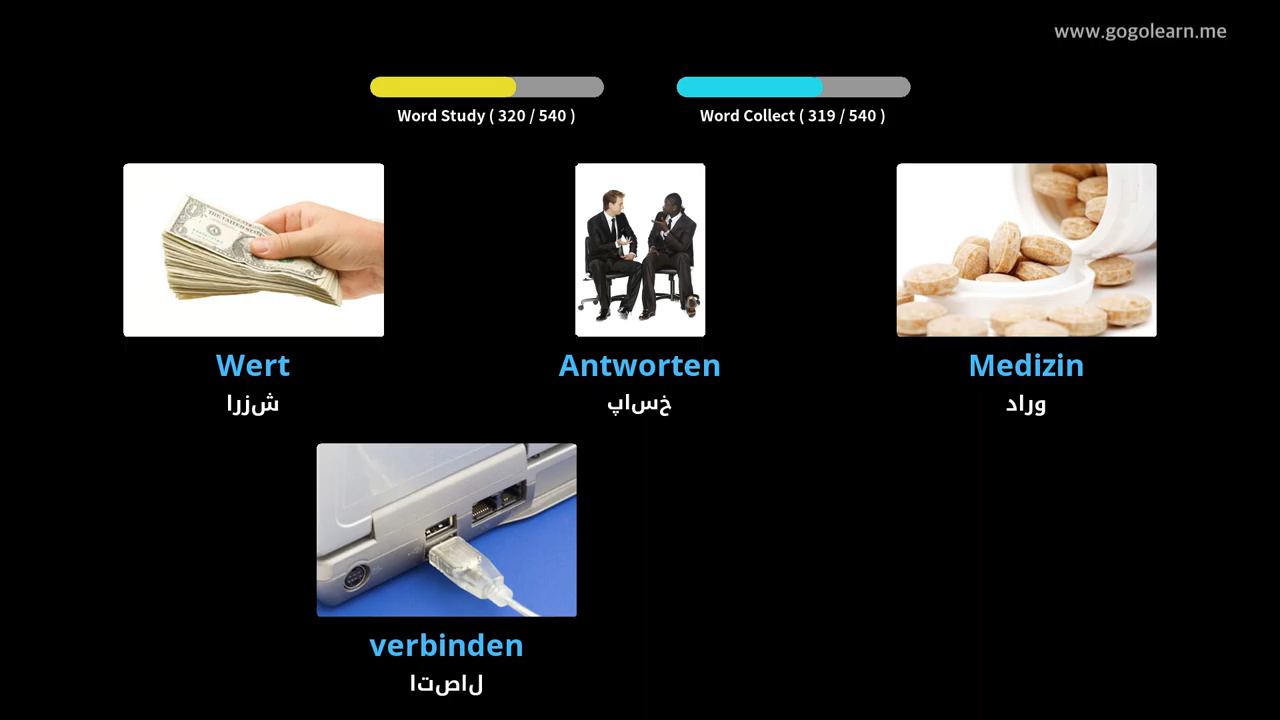 www.gogolearn.me
Word Study ( 320 / 540 )
Word Collect ( 319 / 540 )
Wert
شزرا
Antworten
خساپ
Medizin
وراد
verbinden
لاصتا